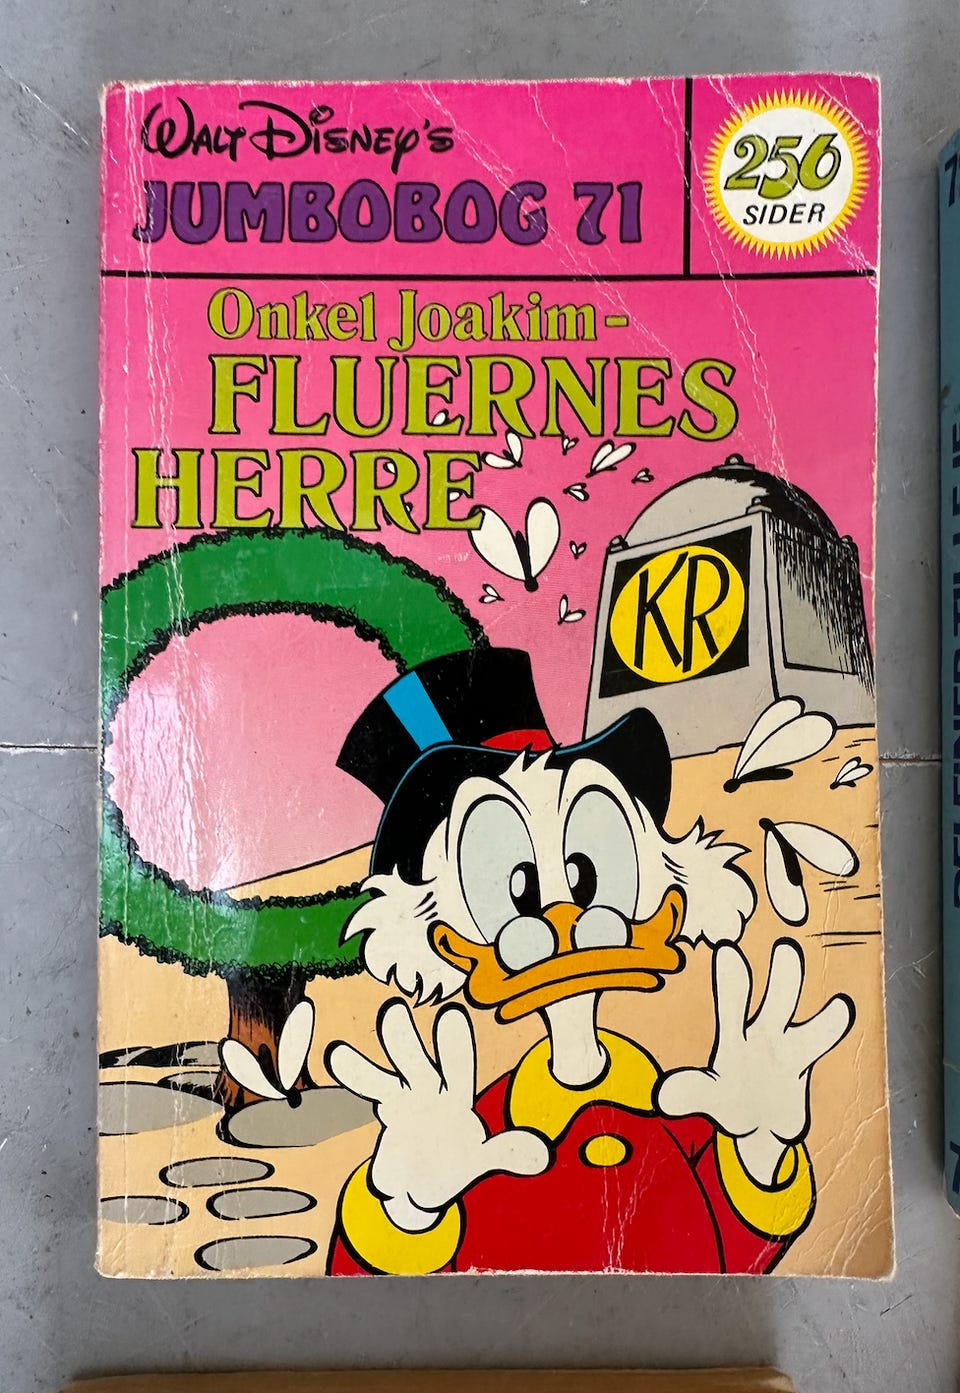 WALT DISNEY'S
JUMBOBOG 71
256
SIDER
Onkel Joakim-
FLUERNES
HERRE
KR